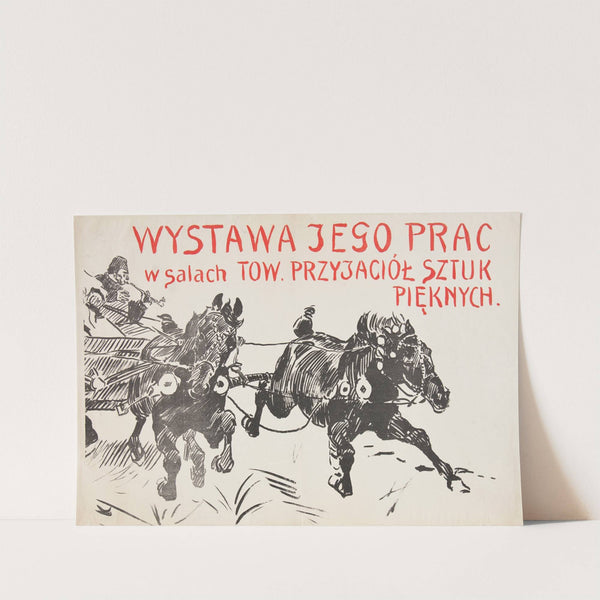 WYSTAWA JEGO PRAC
w salach TOW. PRZYJACIÓŁ SZTUK
PIĘKNYCH.